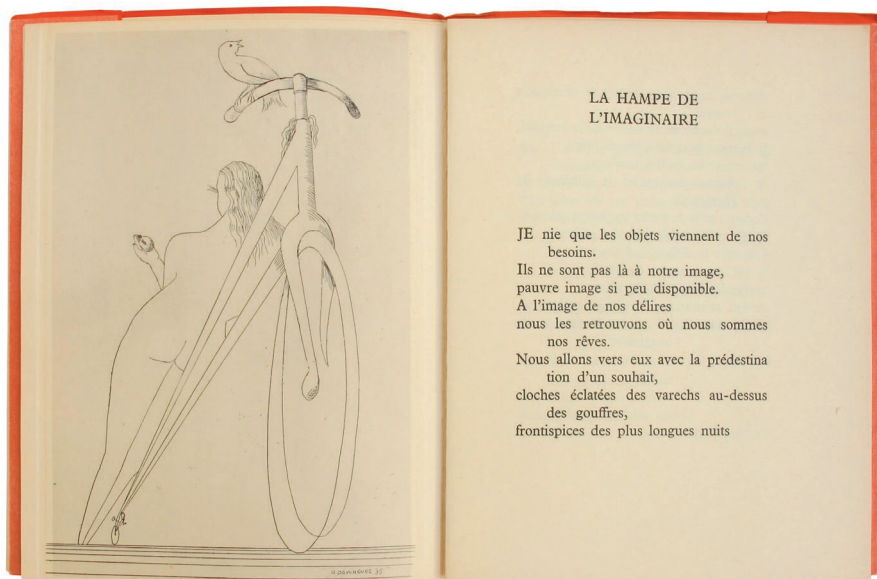 O. DOMINGUEZ 35
LA HAMPE DE
L'IMAGINAIRE
JE nie que les objets viennent de nos
besoins.
Ils ne sont pas là à notre image,
pauvre image si peu disponible.
A l'image de nos délires
nous les retrouvons où nous sommes
nos rêves.
Nous allons vers eux avec la prédestina
tion d'un souhait,
cloches éclatées des varechs au-dessus
des gouffres,
frontispices des plus longues nuits